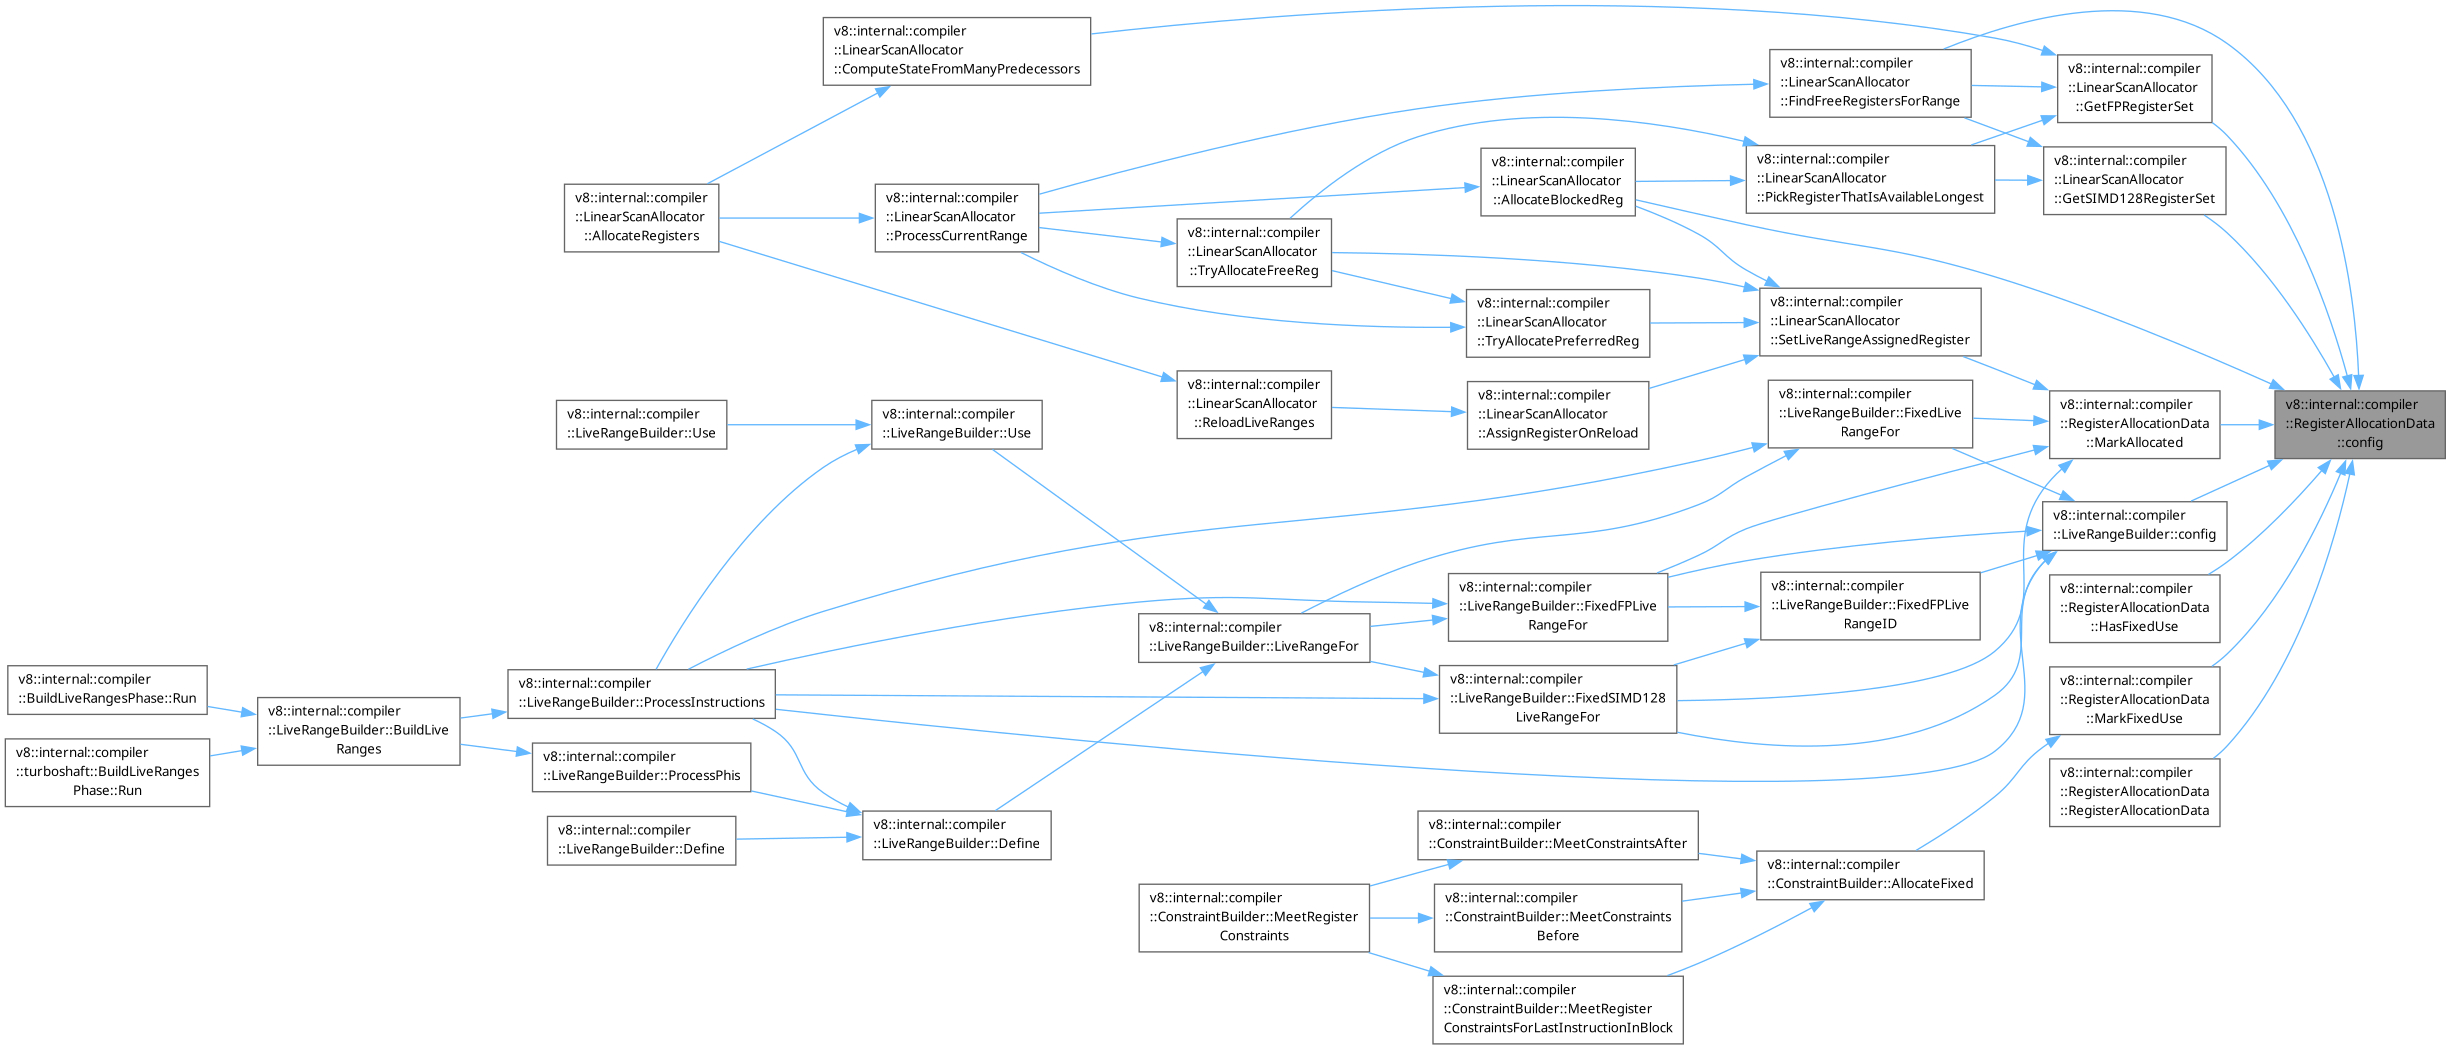 v8::internal::compiler
::LinearScanAllocator
::ComputeStateFromManyPredecessors
v8::internal::compiler
::LinearScanAllocator
::FindFreeRegistersForRange
v8::internal::compiler
::LinearScanAllocator
::GetFPRegisterSet
v8::internal::compiler
::LinearScanAllocator
::AllocateBlockedReg
v8::internal::compiler
::LinearScanAllocator
::PickRegisterThatIsAvailableLongest
v8::internal::compiler
::LinearScanAllocator
::GetSIMD128RegisterSet
v8::internal::compiler
::LinearScanAllocator
::AllocateRegisters
v8::internal::compiler
::LinearScanAllocator
::ProcessCurrentRange
v8::internal::compiler
::LinearScanAllocator
::TryAllocateFreeReg
v8::internal::compiler
::LinearScanAllocator
::TryAllocatePreferredReg
v8::internal::compiler
::LinearScanAllocator
::SetLiveRangeAssignedRegister
v8::internal::compiler
::LinearScanAllocator
::ReloadLiveRanges
v8::internal::compiler
::LinearScanAllocator
::AssignRegisterOnReload
v8::internal::compiler
::LiveRangeBuilder::FixedLive
RangeFor
v8::internal::compiler
::RegisterAllocationData
::MarkAllocated
v8::internal::compiler
::RegisterAllocationData
::config
v8::internal::compiler
::LiveRangeBuilder::Use
v8::internal::compiler
::LiveRangeBuilder::Use
v8::internal::compiler
::LiveRangeBuilder::config
v8::internal::compiler
::LiveRangeBuilder::FixedFPLive
RangeFor
v8::internal::compiler
::LiveRangeBuilder::FixedFPLive
RangeID
v8::internal::compiler
::RegisterAllocationData
::HasFixedUse
v8::internal::compiler
::LiveRangeBuilder::LiveRangeFor
v8::internal::compiler
::LiveRangeBuilder::FixedSIMD128
LiveRangeFor
v8::internal::compiler
::RegisterAllocationData
::MarkFixedUse
v8::internal::compiler
::BuildLiveRangesPhase::Run
v8::internal::compiler
::LiveRangeBuilder::BuildLive
Ranges
v8::internal::compiler
::LiveRangeBuilder::ProcessInstructions
v8::internal::compiler
::turboshaft::BuildLiveRanges
Phase::Run
v8::internal::compiler
::LiveRangeBuilder::ProcessPhis
v8::internal::compiler
::RegisterAllocationData
::RegisterAllocationData
v8::internal::compiler
::LiveRangeBuilder::Define
v8::internal::compiler
::LiveRangeBuilder::Define
v8::internal::compiler
::ConstraintBuilder::MeetConstraintsAfter
v8::internal::compiler
::ConstraintBuilder::AllocateFixed
v8::internal::compiler
::ConstraintBuilder::MeetRegister
Constraints
v8::internal::compiler
::ConstraintBuilder::MeetConstraints
Before
v8::internal::compiler
::ConstraintBuilder::MeetRegister
ConstraintsForLastInstructionInBlock